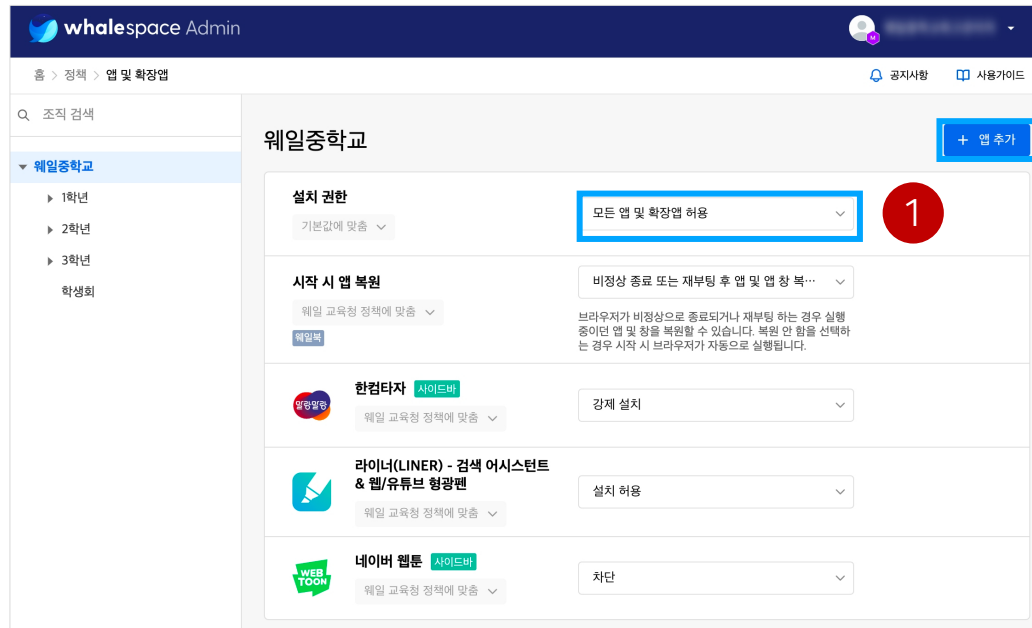 whalespace Admin
홈 > 정책 > 앱 및 확장앱
공지사항
사용가이드
조직 검색
웨일중학교
1학년
2학년
3학년
학생회
웨일중학교
+ 앱 추가
설치 권한
기본값에 맞춤
모든 앱 및 확장앱 허용
1
시작 시 앱 복원
웨일 교육청 정책에 맞춤
웨일북
비정상 종료 또는 재부팅 후 앱 및 앱 창 복…
브라우저가 비정상으로 종료되거나 재부팅 하는 경우 실행
중이던 앱 및 창을 복원할 수 있습니다. 복원 안 함을 선택하
는 경우 시작 시 브라우저가 자동으로 실행됩니다.
말랑말랑
한컴타자 사이드바
웨일 교육청 정책에 맞춤
강제 설치
라이너(LINER) - 검색 어시스턴트
& 웹/유튜브 형광펜
웨일 교육청 정책에 맞춤
설치 허용
WEB
TOON
네이버 웹툰 사이드바
웨일 교육청 정책에 맞춤
차단